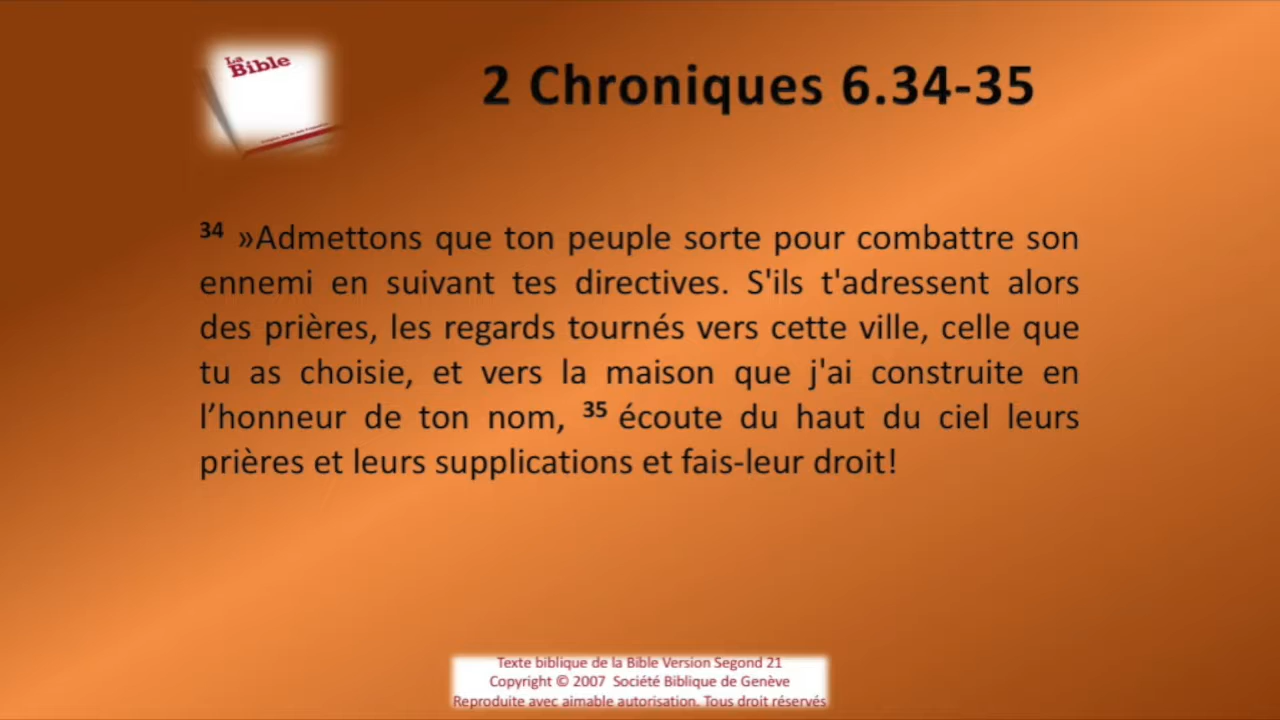 La
Bible
2 Chroniques 6.34-35
34 »Admettons que ton peuple sorte pour combattre son
ennemi en suivant tes directives. S'ils t'adressent alors
des prières, les regards tournés vers cette ville, celle que
tu as choisie, et vers la maison que j'ai construite en
l’honneur de ton nom, 35 écoute du haut du ciel leurs
prières et leurs supplications et fais-leur droit!
Texte biblique de la Bible Version Segond 21
Copyright © 2007 Société Biblique de Genève
Reproduite avec aimable autorisation. Tous droit réservés